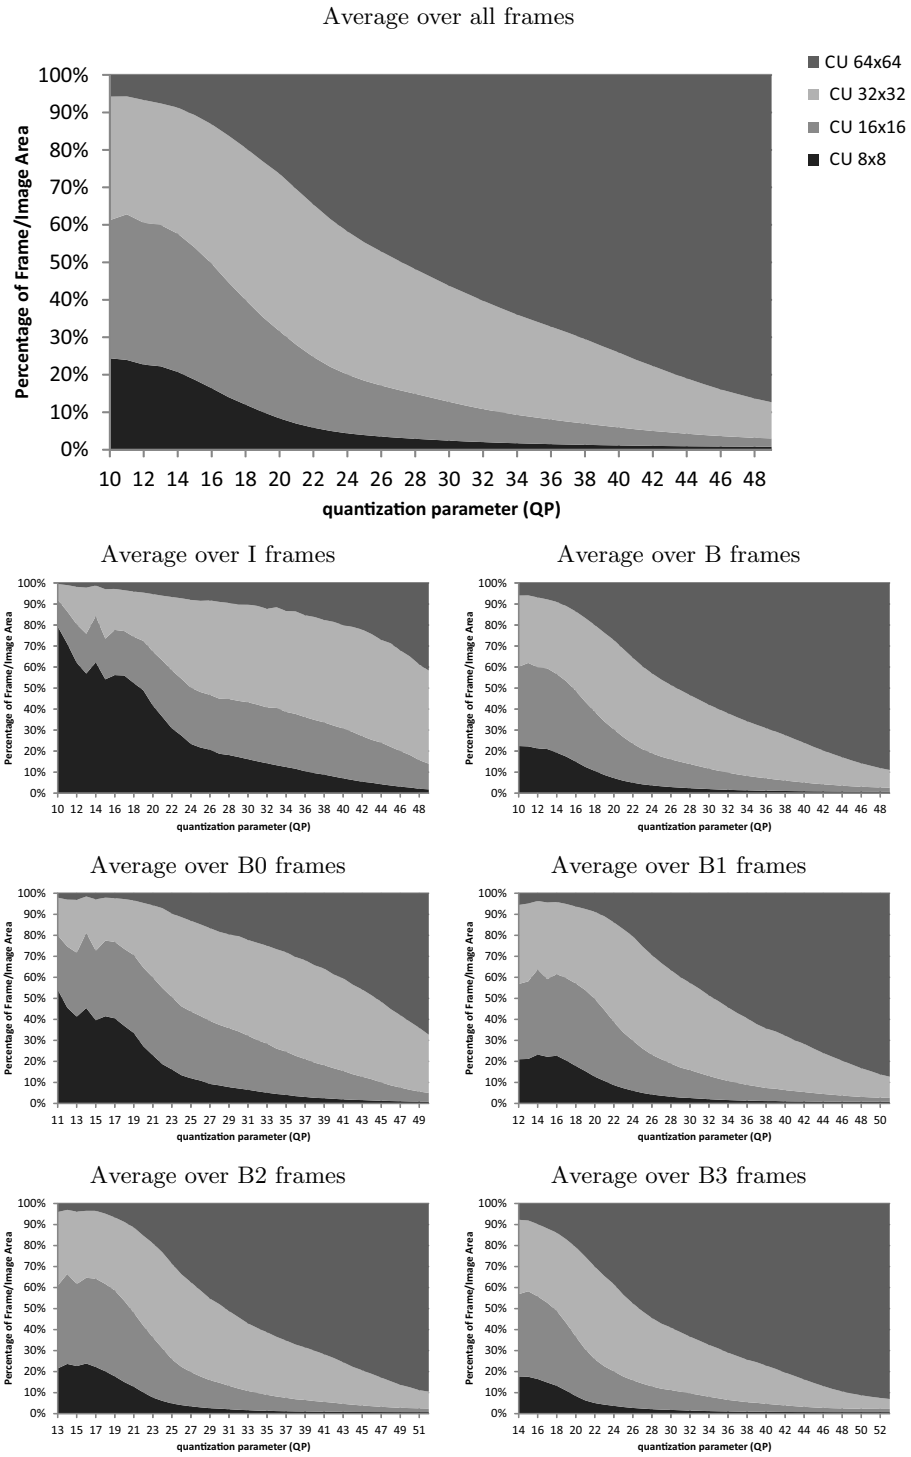 Average over all frames
100%
90%
80%
70%
60%
50%
40%
30%
20%
10%
0%
Percentage of Frame/Image Area
10 12 14 16 18 20 22 24 26 28 30 32 34 36 38 40 42 44 46 48
quantization parameter (QP)
CU 64x64
CU 32x32
CU 16x16
CU 8x8
Average over I frames
100%
90%
80%
70%
60%
50%
40%
30%
20%
10%
0%
Percentage of Frame/Image Area
10 12 14 16 18 20 22 24 26 28 30 32 34 36 38 40 42 44 46 48
quantization parameter (QP)
Average over B frames
100%
90%
80%
70%
60%
50%
40%
30%
20%
10%
0%
Percentage of Frame/Image Area
10 12 14 16 18 20 22 24 26 28 30 32 34 36 38 40 42 44 46 48
quantization parameter (QP)
Average over B0 frames
100%
90%
80%
70%
60%
50%
40%
30%
20%
10%
0%
Percentage of Frame/Image Area
11 13 15 17 19 21 23 25 27 29 31 33 35 37 39 41 43 45 47 49
quantization parameter (QP)
Average over B1 frames
100%
90%
80%
70%
60%
50%
40%
30%
20%
10%
0%
Percentage of Frame/Image Area
12 14 16 18 20 22 24 26 28 30 32 34 36 38 40 42 44 46 48 50
quantization parameter (QP)
Average over B2 frames
100%
90%
80%
70%
60%
50%
40%
30%
20%
10%
0%
Percentage of Frame/Image Area
13 15 17 19 21 23 25 27 29 31 33 35 37 39 41 43 45 47 49 51
quantization parameter (QP)
Average over B3 frames
100%
90%
80%
70%
60%
50%
40%
30%
20%
10%
0%
Percentage of Frame/Image Area
14 16 18 20 22 24 26 28 30 32 34 36 38 40 42 44 46 48 50 52
quantization parameter (QP)